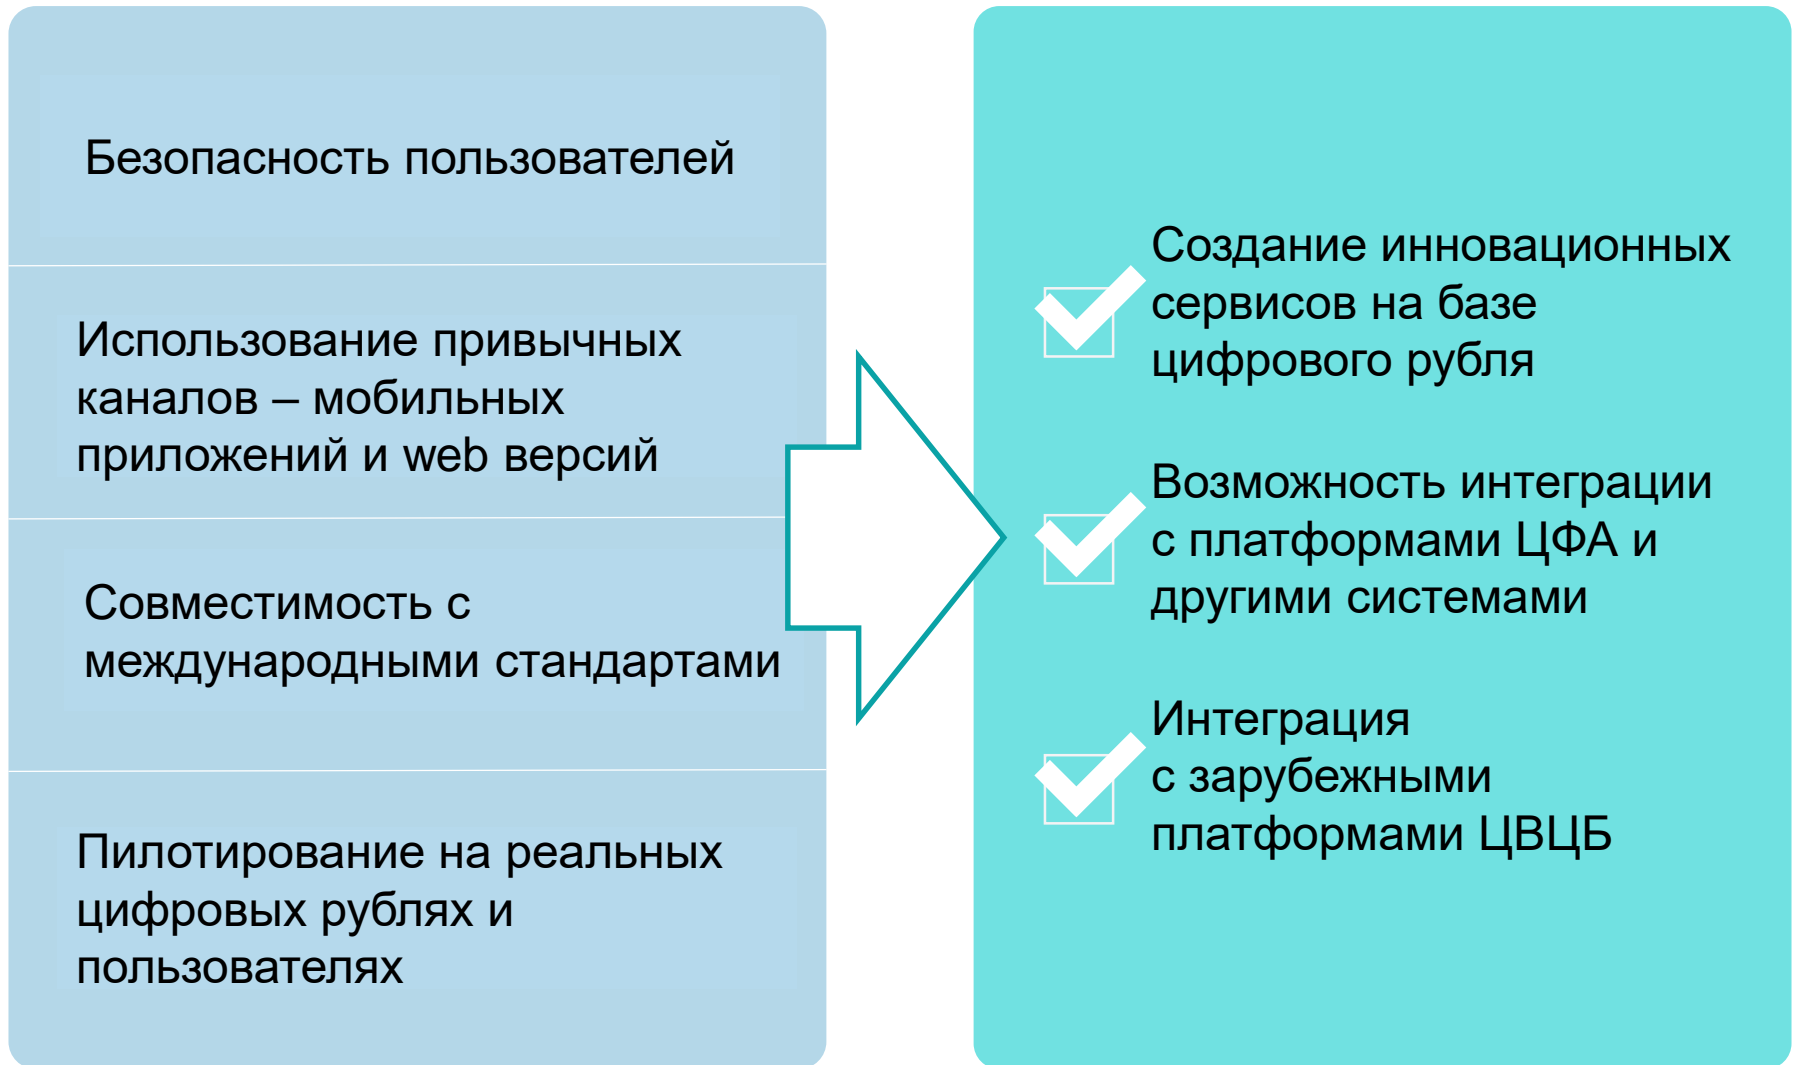 Безопасность пользователей
Использование привычных
каналов – мобильных
приложений и web версий
Совместимость с
международными стандартами
Пилотирование на реальных
цифровых рублях и
пользователях
Создание инновационных
сервисов на базе
цифрового рубля
Возможность интеграции
с платформами ЦФА и
другими системами
Интеграция
с зарубежными
платформами ЦВЦБ